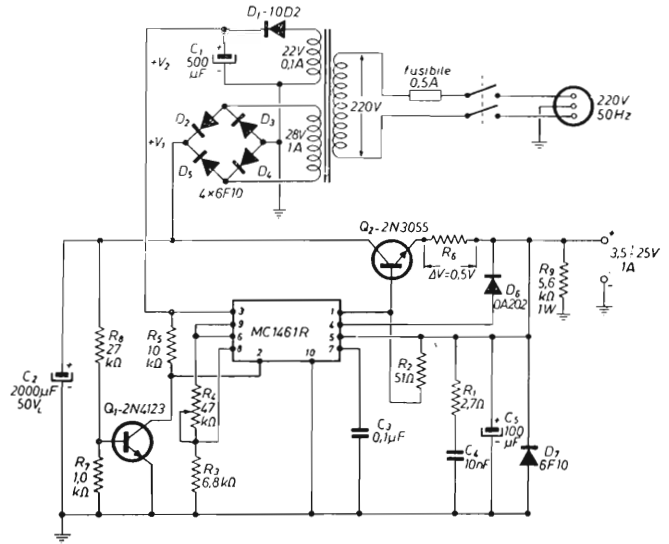 D1-10D2
+V2
C1
500
µF
22V
0,1A
fusibile
0,5A
220V
220V
50Hz
D2
D3
+V1
28V
1A
D5
D4
4×6F10
Q2-2N3055
R6
ΔV=0,5V
+
3,5÷25V
1A
-
R9
5,6
kΩ
1W
D6
OA202
R8
27
kΩ
R5
10
kΩ
3
9
6
8
MC1461R
2
10
1
4
5
7
R2
51Ω
C2
2000µF
50VL
+
-
Q1-2N4123
R4
47
kΩ
R1
2,7Ω
C3
0,1µF
C5
100
µF
C4
10nF
D7
6F10
R7
1,0
kΩ
R3
6,8kΩ